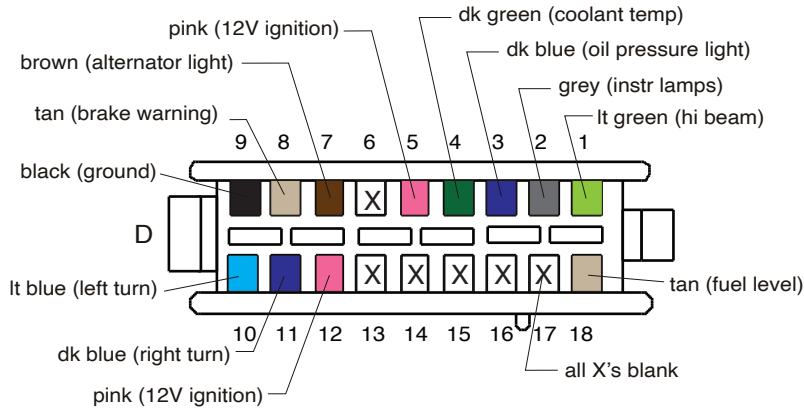 dk green (coolant temp)
pink (12V ignition)
dk blue (oil pressure light)
brown (alternator light)
grey (instr lamps)
tan (brake warning)
lt green (hi beam)
9 8 7 6 5 4 3 2 1
black (ground)
X
D
X X X X X
lt blue (left turn)
tan (fuel level)
10 11 12 13 14 15 16 17 18
dk blue (right turn)
all X's blank
pink (12V ignition)